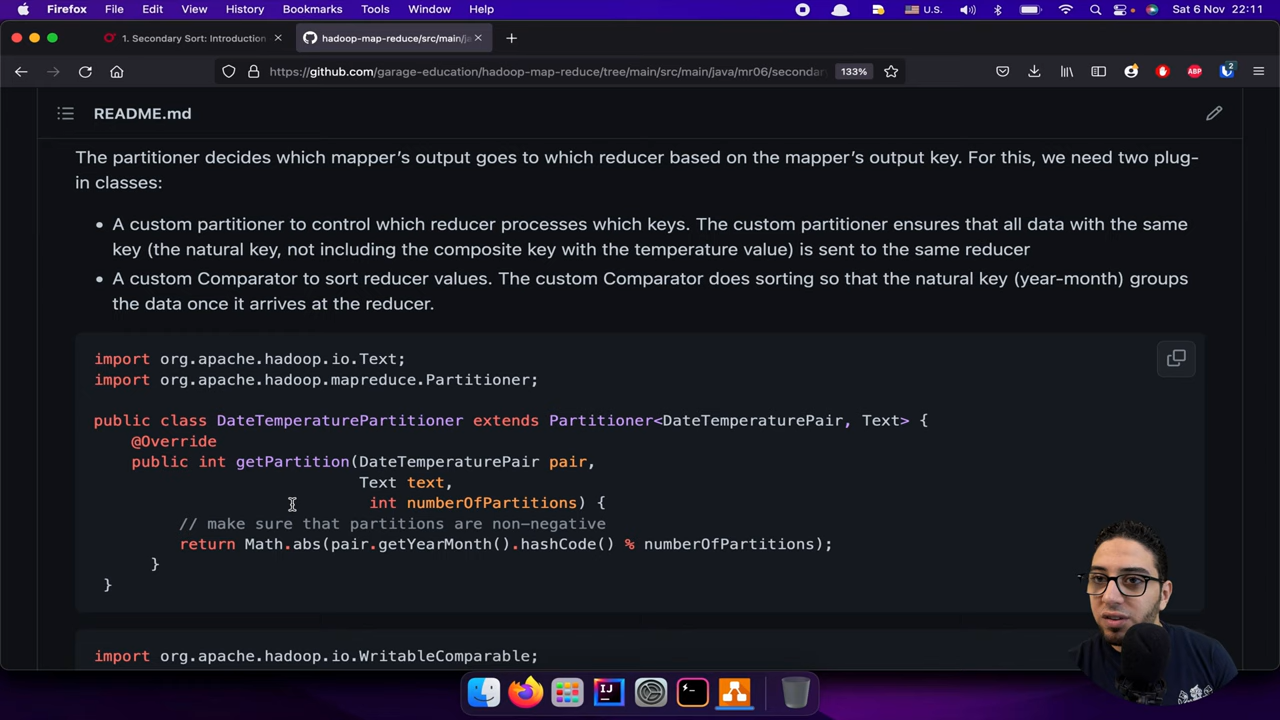 Firefox File Edit View History Bookmarks Tools Window Help U.S. Sat 6 Nov 22:11
1. Secondary Sort: Introduction × hadoop-map-reduce/src/main/ja × +
https://github.com/garage-education/hadoop-map-reduce/tree/main/src/main/java/mr06/secondar 133% ABP 2
README.md
The partitioner decides which mapper’s output goes to which reducer based on the mapper’s output key. For this, we need two plug-
in classes:
• A custom partitioner to control which reducer processes which keys. The custom partitioner ensures that all data with the same
key (the natural key, not including the composite key with the temperature value) is sent to the same reducer
• A custom Comparator to sort reducer values. The custom Comparator does sorting so that the natural key (year-month) groups
the data once it arrives at the reducer.
import org.apache.hadoop.io.Text;
import org.apache.hadoop.mapreduce.Partitioner;
public class DateTemperaturePartitioner extends Partitioner<DateTemperaturePair, Text> {
@Override
public int getPartition(DateTemperaturePair pair,
Text text,
int numberOfPartitions) {
// make sure that partitions are non-negative
return Math.abs(pair.getYearMonth().hashCode() % numberOfPartitions);
}
}
import org.apache.hadoop.io.WritableComparable;
IJ